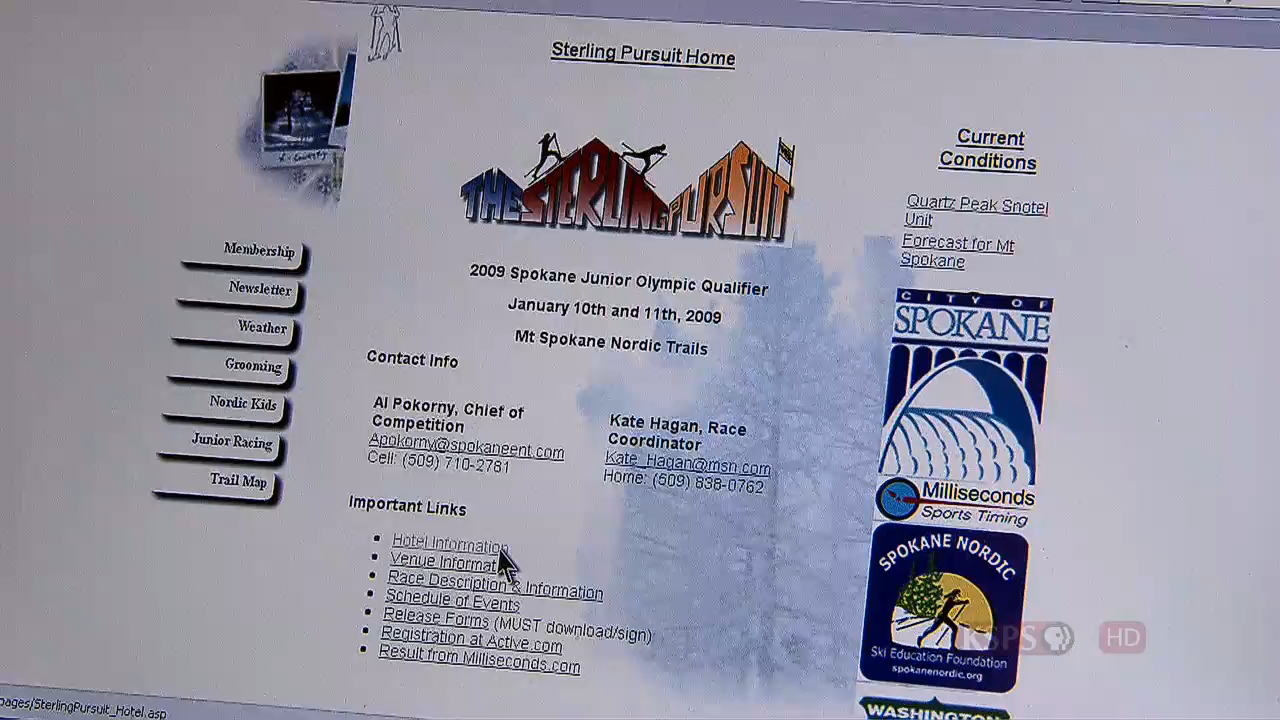 Sterling Pursuit Home
THE STERLING PURSUIT
2009 Spokane Junior Olympic Qualifier
January 10th and 11th, 2009
Mt Spokane Nordic Trails
Contact Info
Al Pokorny, Chief of
Competition
Apokorny@spokaneent.com
Cell: (509) 710-2781
Kate Hagan, Race
Coordinator
Kate_Hagan@msn.com
Home: (509) 838-0762
Important Links
Hotel Information
Venue Informat
Race Description & Information
Schedule of Events
Release Forms (MUST download/sign)
Registration at Active.com
Result from Milliseconds.com
Membership
Newsletter
Weather
Grooming
Nordic Kids
Junior Racing
Trail Map
Current
Conditions
Quartz Peak Snotel
Unit
Forecast for Mt
Spokane
CITY OF
SPOKANE
Milliseconds
Sports Timing
SPOKANE NORDIC
Ski Education Foundation
spokanenordic.org
WASHINGTON
KSPS HD
pages/SterlingPursuit_Hotel.asp